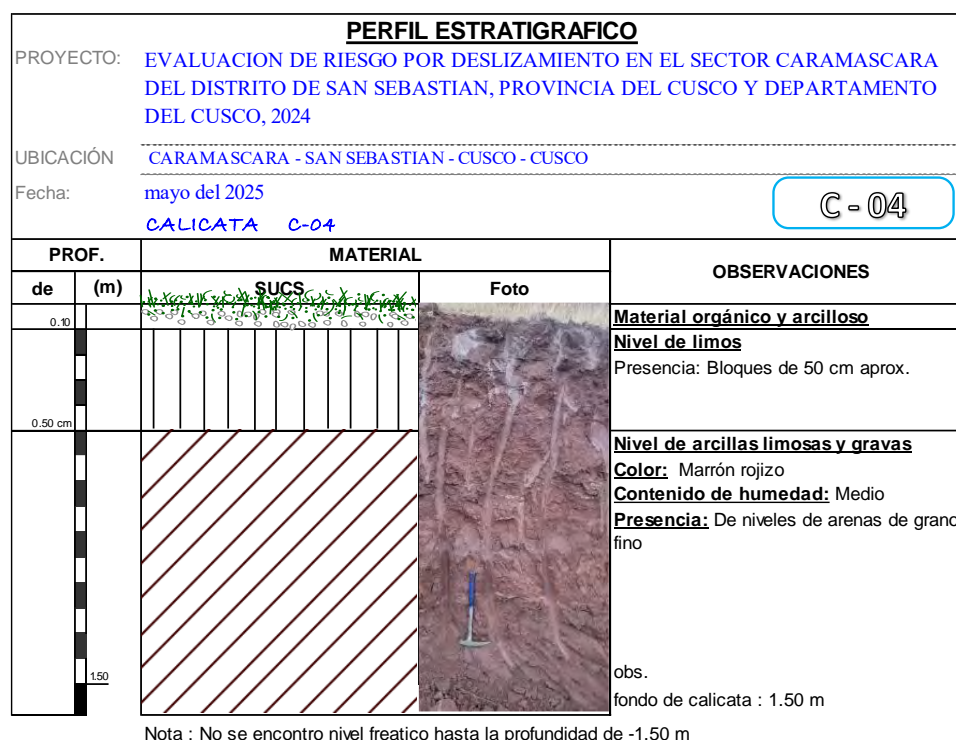 PERFIL ESTRATIGRAFICO
PROYECTO: EVALUACION DE RIESGO POR DESLIZAMIENTO EN EL SECTOR CARAMASCARA
DEL DISTRITO DE SAN SEBASTIAN, PROVINCIA DEL CUSCO Y DEPARTAMENTO
DEL CUSCO, 2024
UBICACIÓN CARAMASCARA - SAN SEBASTIAN - CUSCO - CUSCO
Fecha: mayo del 2025
CALICATA C-04
C - 04
PROF. MATERIAL OBSERVACIONES
de (m) SUCS Foto
0.10
Material orgánico y arcilloso
Nivel de limos
Presencia: Bloques de 50 cm aprox.
0.50 cm
Nivel de arcillas limosas y gravas
Color: Marrón rojizo
Contenido de humedad: Medio
Presencia: De niveles de arenas de grano
fino
1.50
obs.
fondo de calicata : 1.50 m
Nota : No se encontro nivel freatico hasta la profundidad de -1.50 m